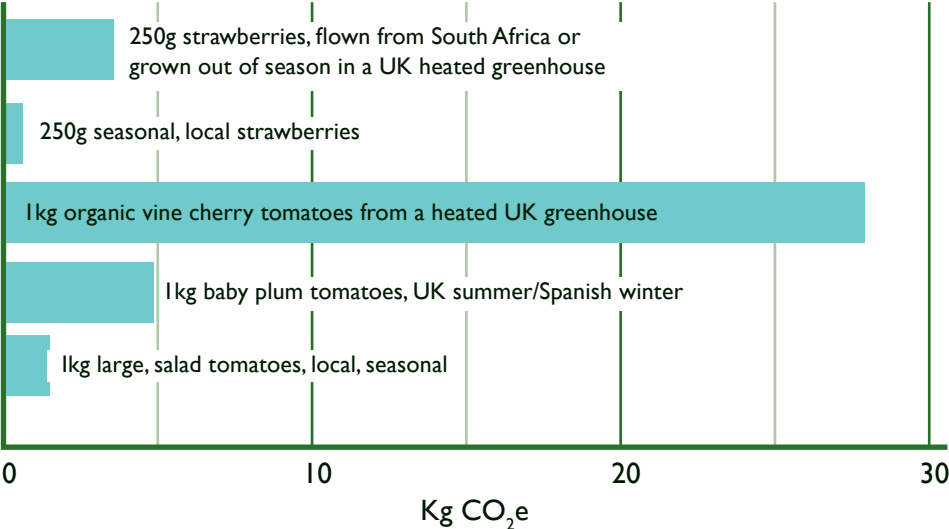 250g strawberries, flown from South Africa or
grown out of season in a UK heated greenhouse
250g seasonal, local strawberries
1kg organic vine cherry tomatoes from a heated UK greenhouse
1kg baby plum tomatoes, UK summer/Spanish winter
1kg large, salad tomatoes, local, seasonal
0 10 20 30
Kg CO₂e